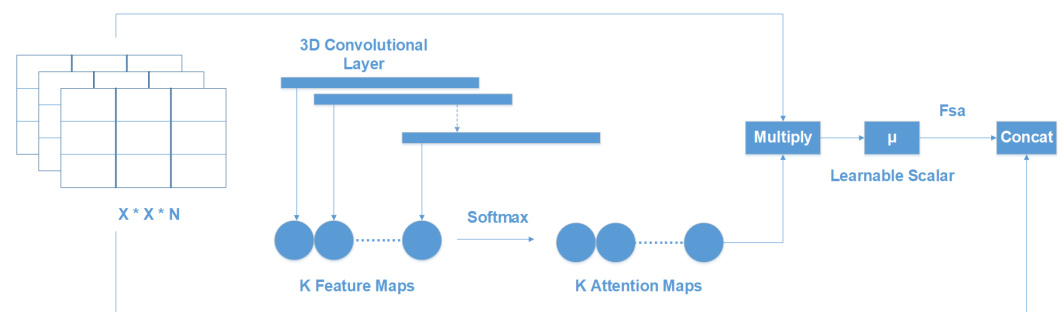 3D Convolutional
Layer
X * X * N
K Feature Maps
Softmax
K Attention Maps
Multiply
μ
Learnable Scalar
Fsa
Concat